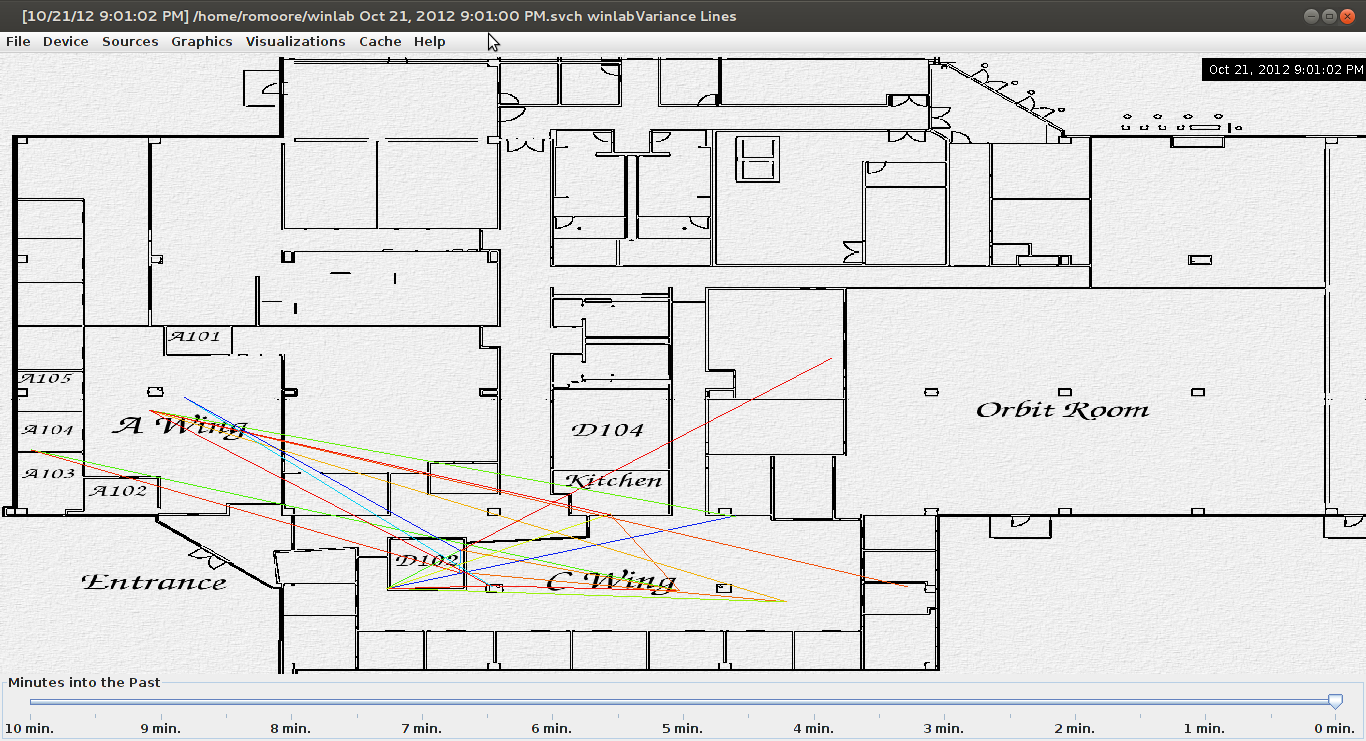 [10/21/12 9:01:02 PM] /home/romoore/winlab Oct 21, 2012 9:01:00 PM.svch winlabVariance Lines
File Device Sources Graphics Visualizations Cache Help
Oct 21, 2012 9:01:02 PM
A101
A105
A Wing
Orbit Room
A104
D104
A103
Kitchen
A102
D102
Entrance
C Wing
Minutes into the Past
10 min. 9 min. 8 min. 7 min. 6 min. 5 min. 4 min. 3 min. 2 min. 1 min. 0 min.